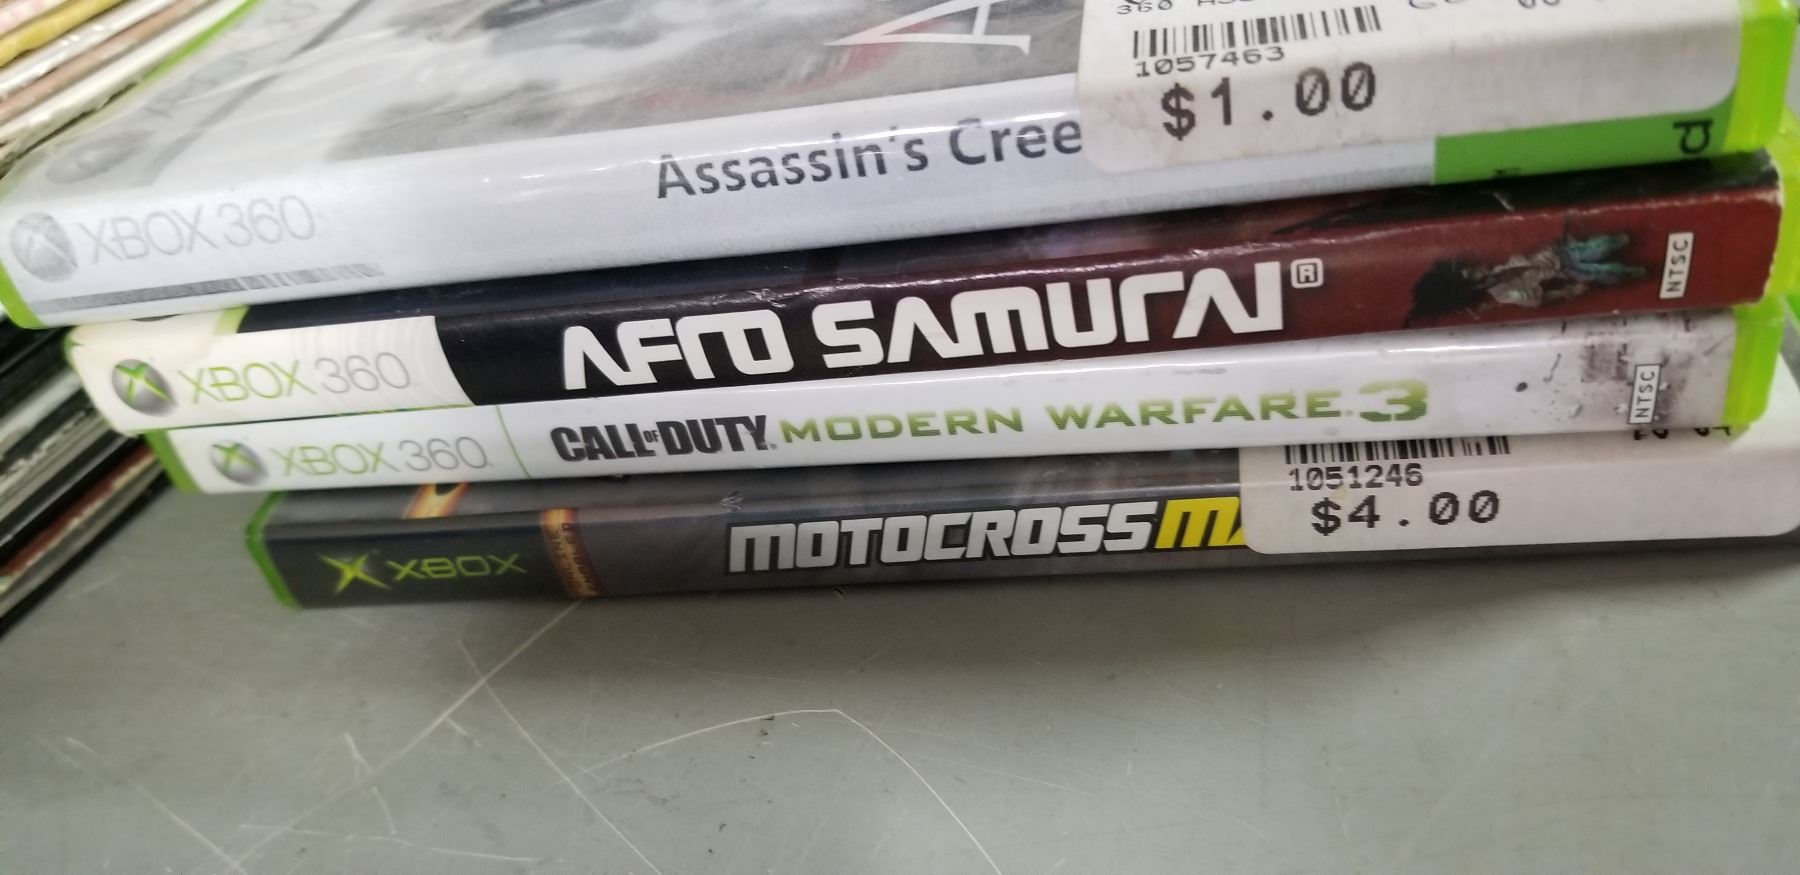 1057463
$1.00
Assassin's Cree
XBOX 360
AFRO SAMURAI®
NTSC
XBOX 360
CALL OF DUTY® MODERN WARFARE® 3
NTSC
XBOX 360
1051246
$4.00
MOTOCROSS M
XBOX